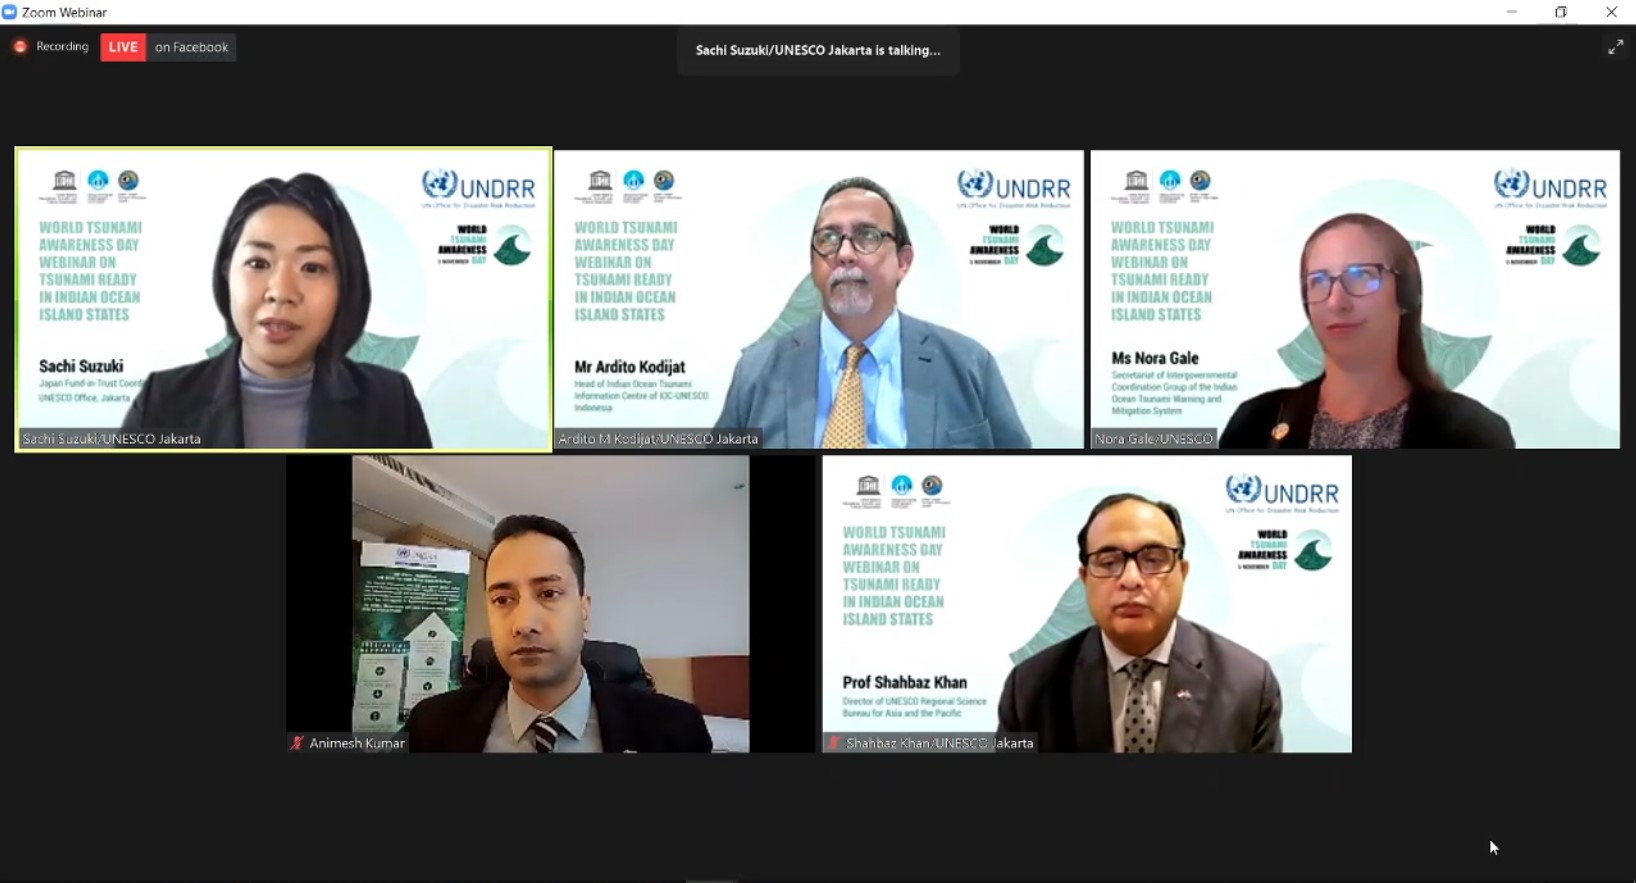 Zoom Webinar
Recording
LIVE on Facebook
Sachi Suzuki/UNESCO Jakarta is talking...
UNDRR
UN Office for Disaster Risk Reduction
WORLD TSUNAMI
AWARENESS DAY
WEBINAR ON
TSUNAMI READY
IN INDIAN OCEAN
ISLAND STATES
WORLD
TSUNAMI
AWARENESS
5 NOVEMBER DAY
Sachi Suzuki
Japan Fund-in-Trust Coord
UNESCO Office, Jakarta
Sachi Suzuki/UNESCO Jakarta
UNDRR
UN Office for Disaster Risk Reduction
WORLD TSUNAMI
AWARENESS DAY
WEBINAR ON
TSUNAMI READY
IN INDIAN OCEAN
ISLAND STATES
WORLD
TSUNAMI
AWARENESS
5 NOVEMBER DAY
Mr Ardito Kodijat
Head of Indian Ocean Tsunami
Information Centre of IOC-UNESCO
Indonesia
Ardito M Kodijat/UNESCO Jakarta
UNDRR
UN Office for Disaster Risk Reduction
WORLD TSUNAMI
AWARENESS DAY
WEBINAR ON
TSUNAMI READY
IN INDIAN OCEAN
ISLAND STATES
WORLD
TSUNAMI
AWARENESS
5 NOVEMBER DAY
Ms Nora Gale
Secretariat of Intergovernmental
Coordination Group of the Indian
Ocean Tsunami Warning and
Mitigation System
Nora Gale/UNESCO
Animesh Kumar
UNDRR
UN Office for Disaster Risk Reduction
WORLD TSUNAMI
AWARENESS DAY
WEBINAR ON
TSUNAMI READY
IN INDIAN OCEAN
ISLAND STATES
WORLD
TSUNAMI
AWARENESS
5 NOVEMBER DAY
Prof Shahbaz Khan
Director of UNESCO Regional Science
Bureau for Asia and the Pacific
Shahbaz Khan/UNESCO Jakarta